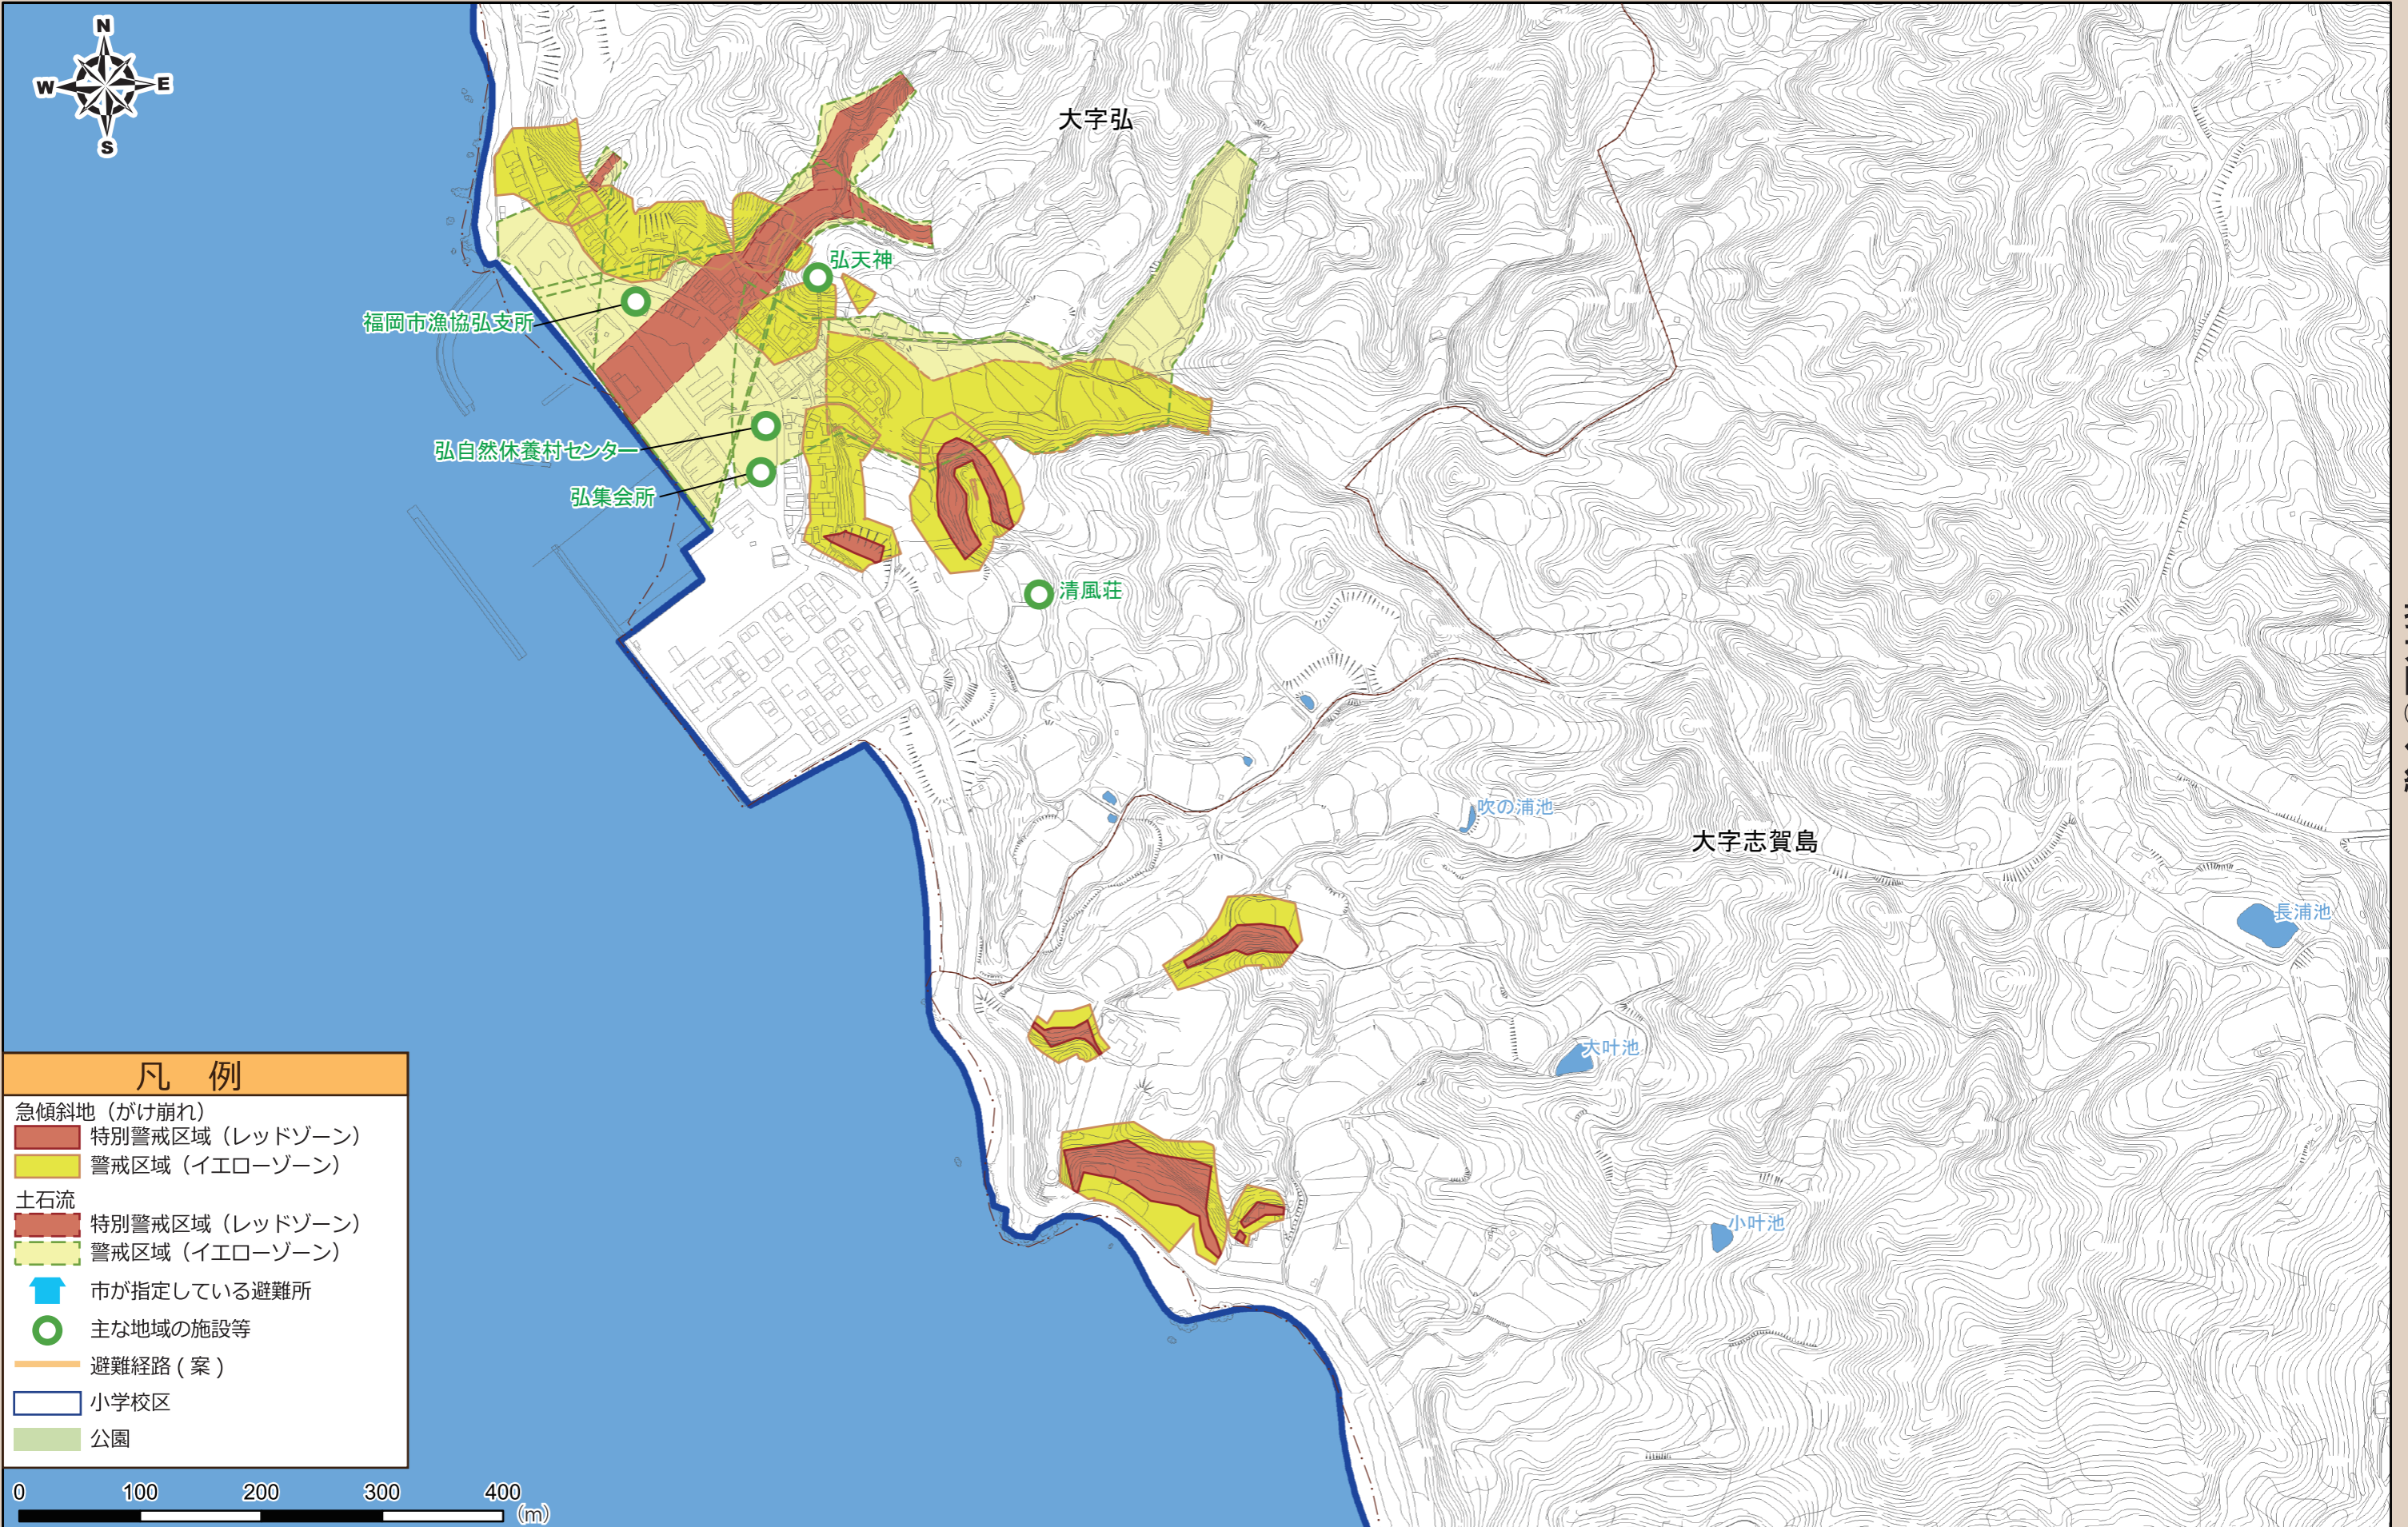 N
W
E
S
大字弘
弘天神
福岡市漁協弘支所
弘自然休養村センター
弘集会所
清風荘
吹の浦池
大字志賀島
長浦池
大叶池
小叶池
凡 例
急傾斜地（がけ崩れ）
特別警戒区域（レッドゾーン）
警戒区域（イエローゾーン）
土石流
特別警戒区域（レッドゾーン）
警戒区域（イエローゾーン）
市が指定している避難所
主な地域の施設等
避難経路 ( 案 )
小学校区
公園
0 100 200 300 400
(m)